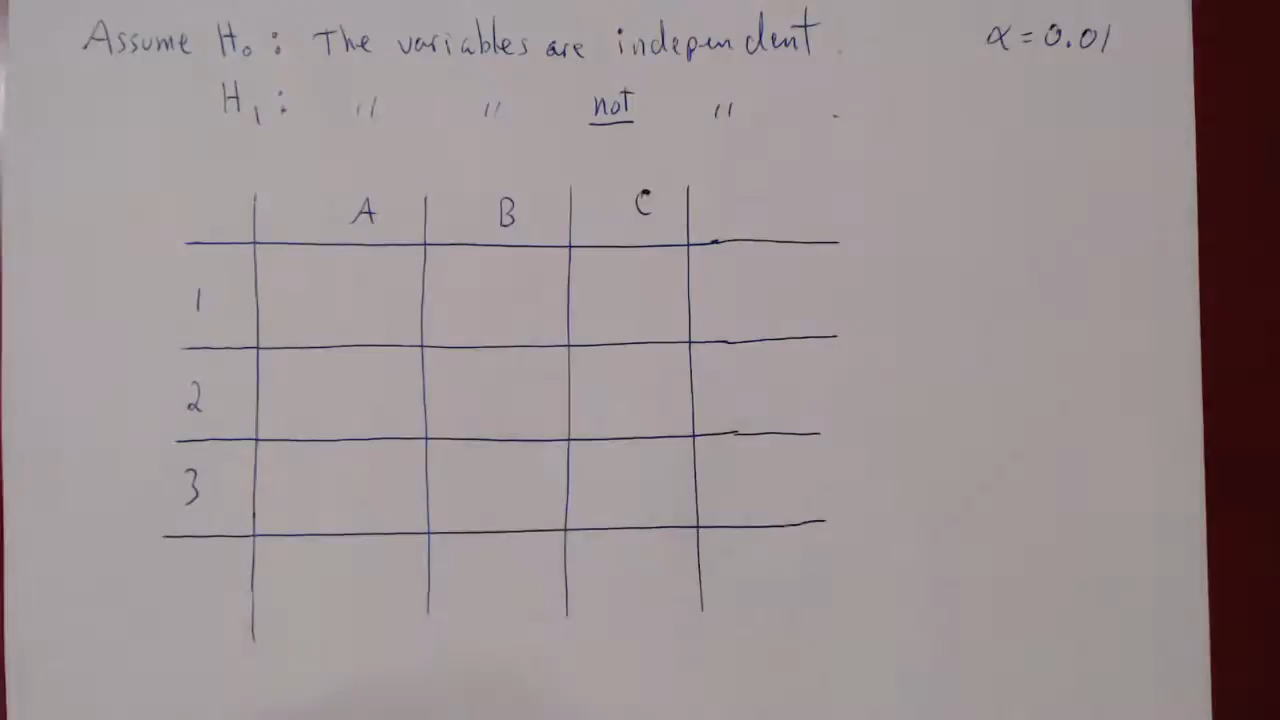 Assume H₀ : The variables are independent. α = 0.01
H₁ : " " not " .
A B C
1
2
3